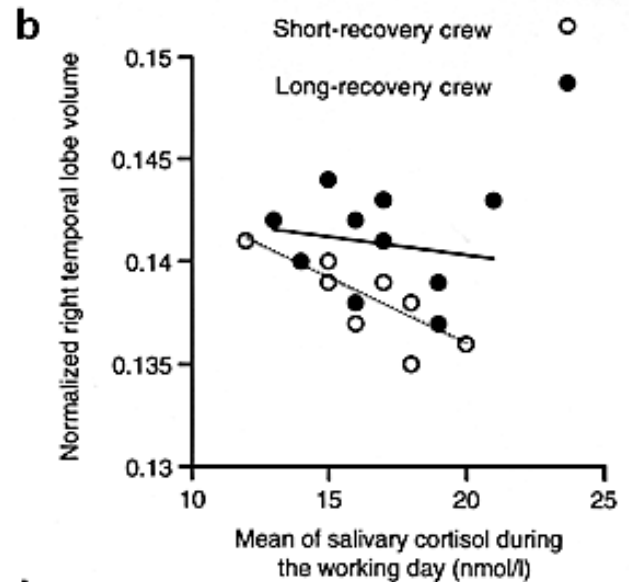 b
Short-recovery crew
Long-recovery crew
Normalized right temporal lobe volume
0.15
0.145
0.14
0.135
0.13
10 15 20 25
Mean of salivary cortisol during
the working day (nmol/l)